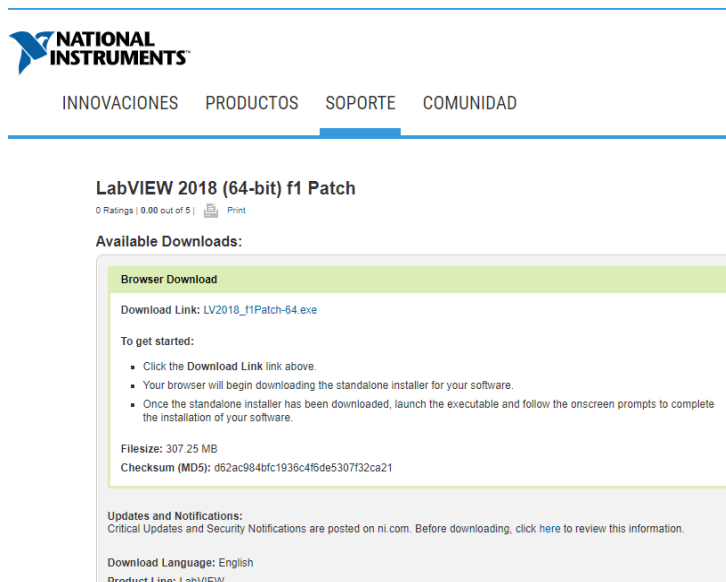 NATIONAL
INSTRUMENTS™
INNOVACIONES PRODUCTOS SOPORTE COMUNIDAD
LabVIEW 2018 (64-bit) f1 Patch
0 Ratings | 0.00 out of 5 | Print
Available Downloads:
Browser Download
Download Link: LV2018_f1Patch-64.exe
To get started:
Click the Download Link link above.
Your browser will begin downloading the standalone installer for your software.
Once the standalone installer has been downloaded, launch the executable and follow the onscreen prompts to complete
the installation of your software.
Filesize: 307.25 MB
Checksum (MD5): d62ac984bfc1936c4f6de5307f32ca21
Updates and Notifications:
Critical Updates and Security Notifications are posted on ni.com. Before downloading, click here to review this information.
Download Language: English
Product Line: LabVIEW